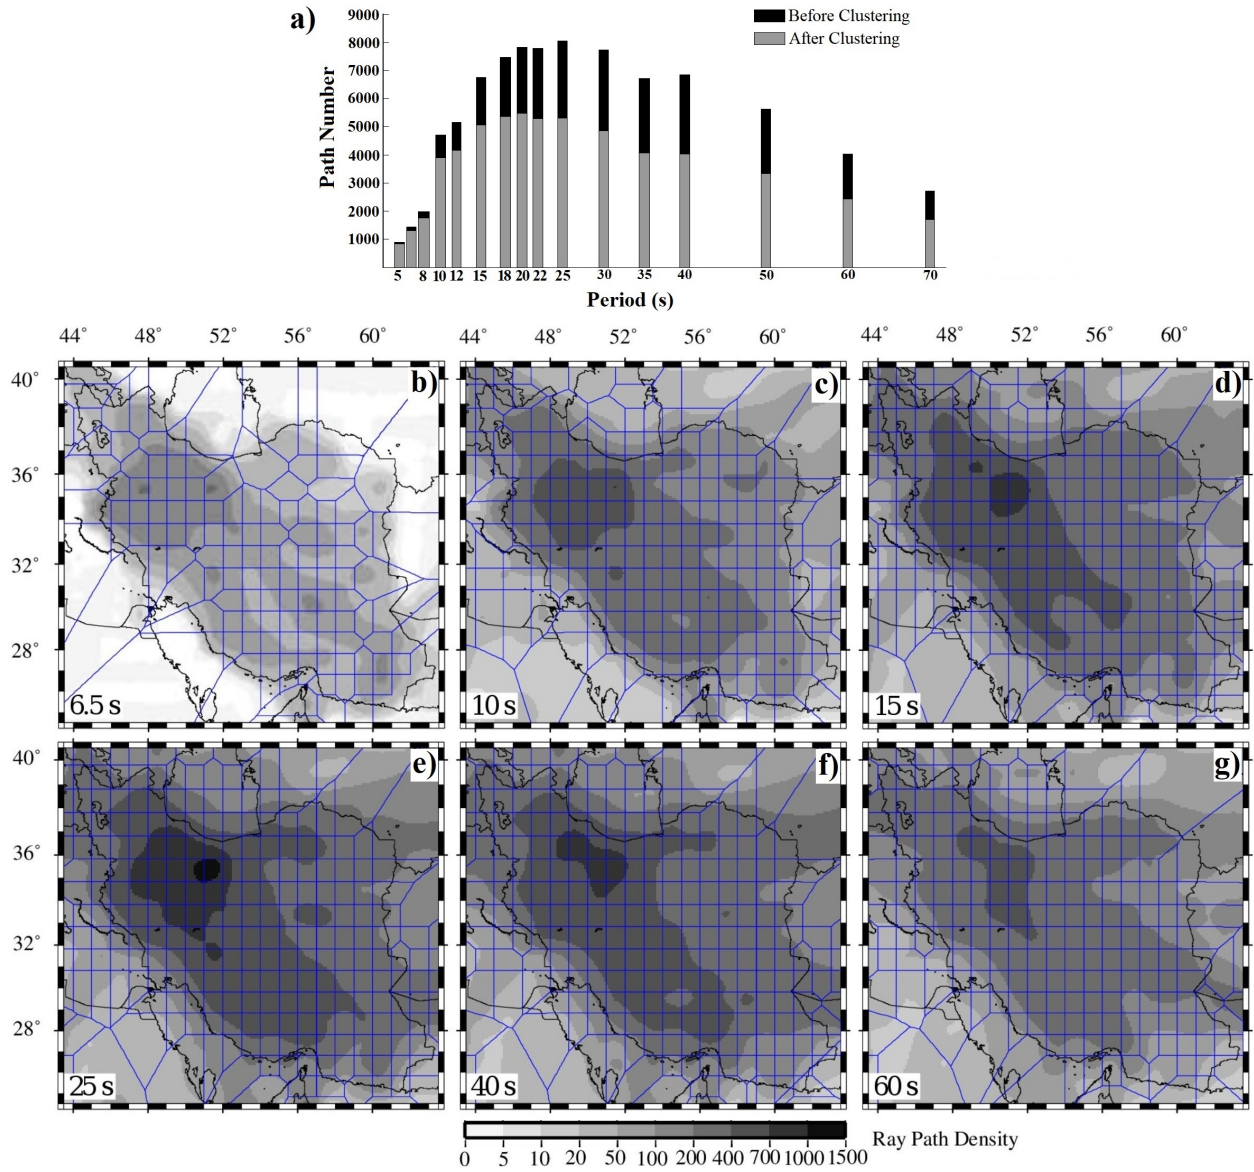 a)
Before Clustering
After Clustering
Path Number
9000
8000
7000
6000
5000
4000
3000
2000
1000
5 8 10 12 15 18 20 22 25 30 35 40 50 60 70
Period (s)
44° 48° 52° 56° 60° 44° 48° 52° 56° 60° 44° 48° 52° 56° 60°
40° b) c) d)
36°
32°
28°
6.5 s 10 s 15 s
40° e) f) g)
36°
32°
28°
25 s 40 s 60 s
0 5 10 20 50 100 200 400 700 1000 1500
Ray Path Density